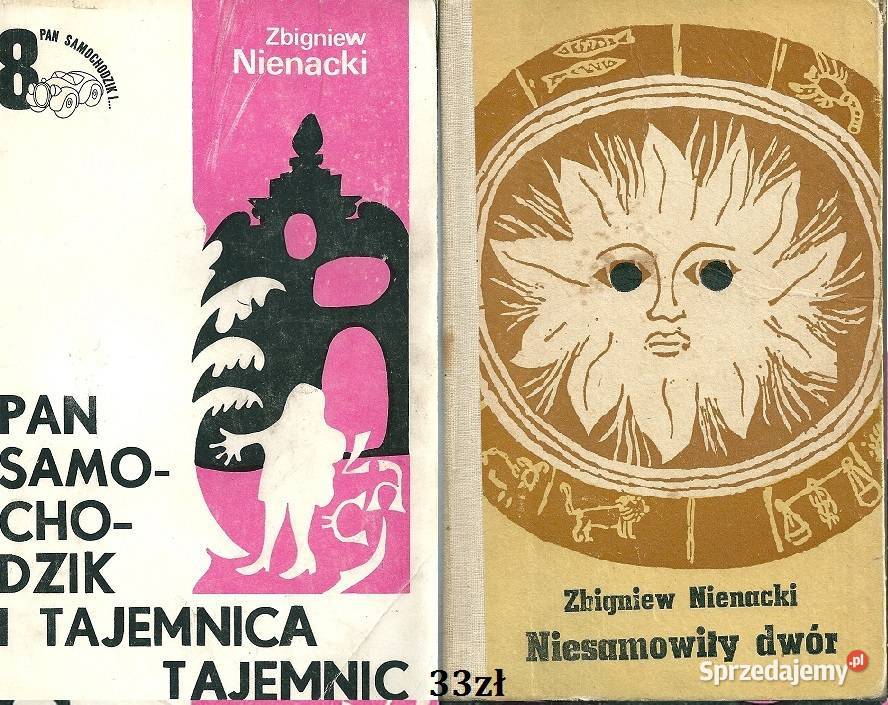 8
PAN SAMOCHODZIK I...
Zbigniew
Nienacki
PAN
SAMO-
CHO-
DZIK
I TAJEMNICA
TAJEMNIC
33zł
Zbigniew Nienacki
Niesamowity dwór
Sprzedajemy.pl